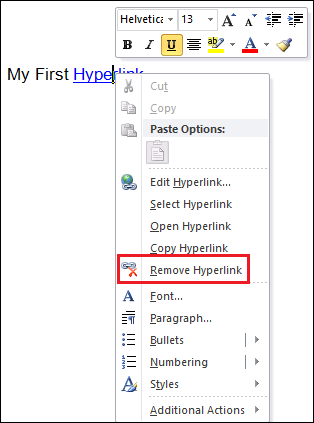 Helvetica 13 A A
B I U ab A
My First Hyperlink
Cut
Copy
Paste Options:
Edit Hyperlink...
Select Hyperlink
Open Hyperlink
Copy Hyperlink
Remove Hyperlink
A Font...
Paragraph...
Bullets
Numbering
A Styles
Additional Actions